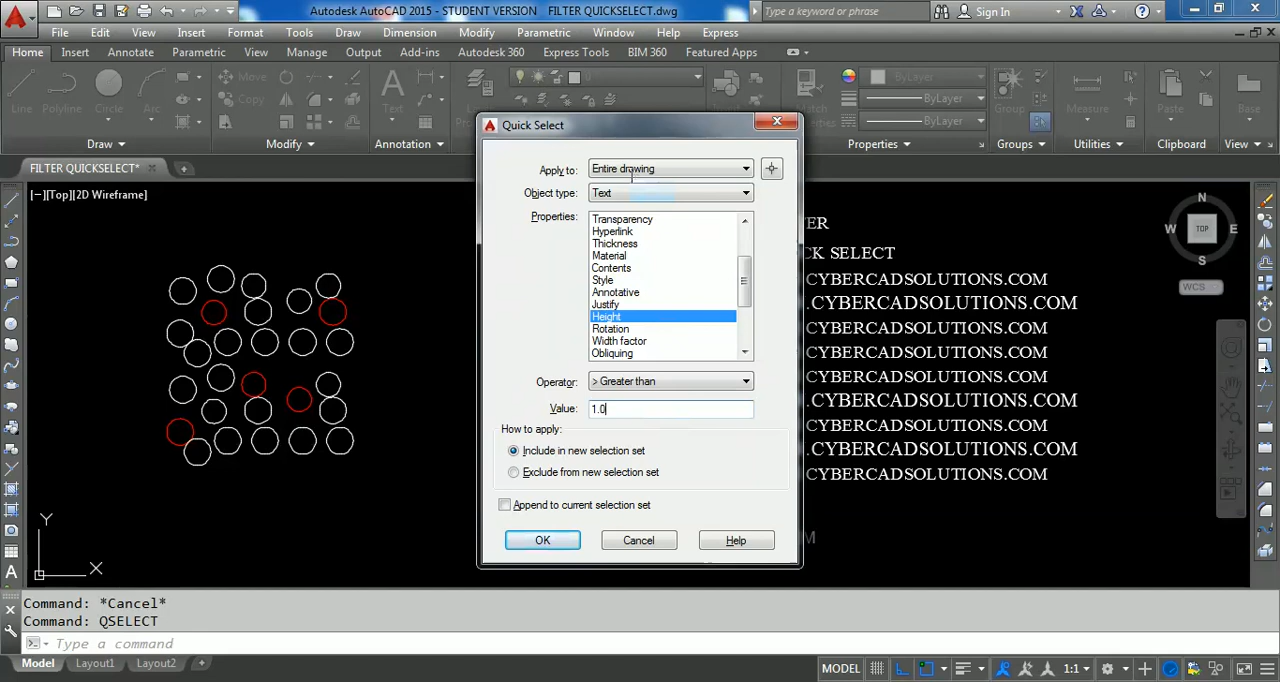 Autodesk AutoCAD 2015 - STUDENT VERSION FILTER QUICKSELECT.dwg
Type a keyword or phrase
Sign In
File Edit View Insert Format Tools Draw Dimension Modify Parametric Window Help Express
Home Insert Annotate Parametric View Manage Output Add-ins Autodesk 360 Express Tools BIM 360 Featured Apps
Line Polyline Circle Arc
Move
Copy
Text
0
Match
ByLayer
ByLayer
ByLayer
Group
Measure
Paste
Base
Draw Modify Annotation Properties Groups Utilities Clipboard View
FILTER QUICKSELECT*
[−][Top][2D Wireframe]
Quick Select
Apply to: Entire drawing
Object type: Text
Properties: Transparency
Hyperlink
Thickness
Material
Contents
Style
Annotative
Justify
Height
Rotation
Width factor
Obliquing
Operator: > Greater than
Value: 1.0
How to apply:
Include in new selection set
Exclude from new selection set
Append to current selection set
OK Cancel Help
ER
CK SELECT
.CYBERCADSOLUTIONS.COM
.CYBERCADSOLUTIONS.COM
.CYBERCADSOLUTIONS.COM
.CYBERCADSOLUTIONS.COM
.CYBERCADSOLUTIONS.COM
.CYBERCADSOLUTIONS.COM
.CYBERCADSOLUTIONS.COM
.CYBERCADSOLUTIONS.COM
.CYBERCADSOLUTIONS.COM
M
N
W TOP E
S
WCS
Y
X
Command: *Cancel*
Command: QSELECT
Type a command
Model Layout1 Layout2 +
MODEL 1:1